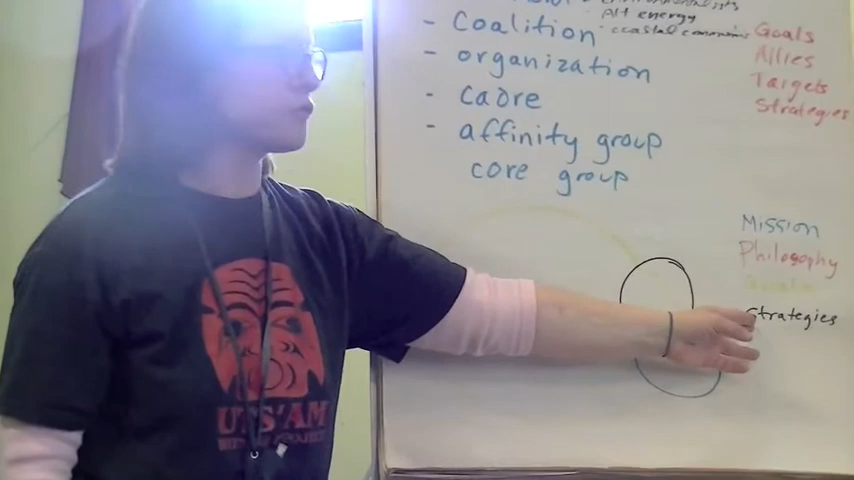 - Alt energy
- Coalition
- coastal
- organization
- cadre
- affinity group
core group
Goals
Allies
Targets
Strategies
Mission
Philosophy
Goals
Strategies
UTS'AM